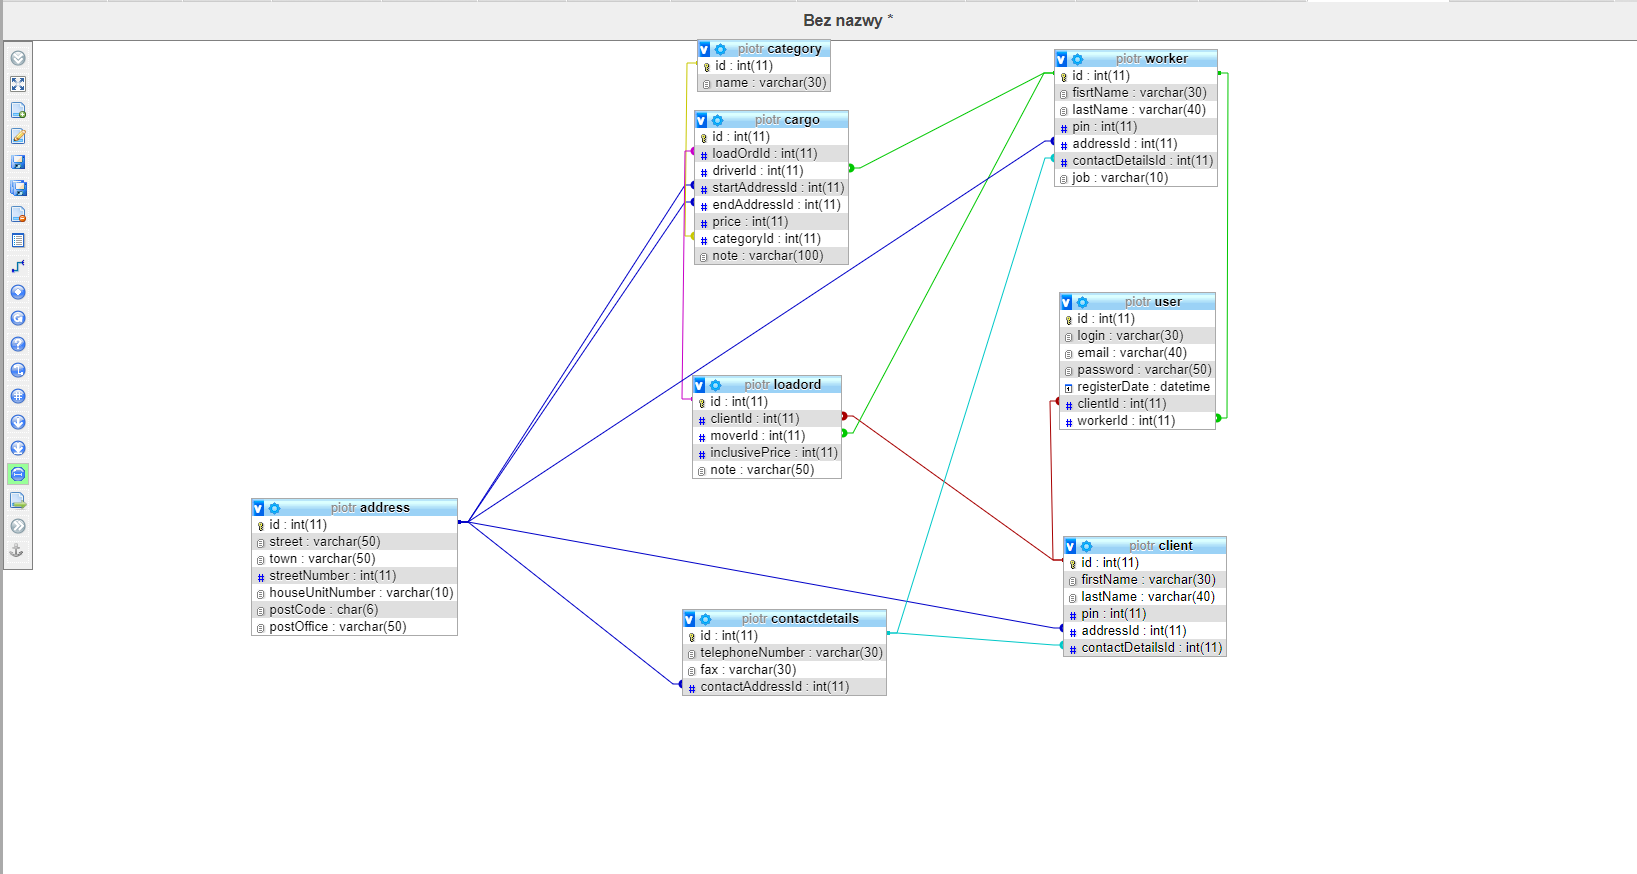 Bez nazwy *
piotr category
id : int(11)
name : varchar(30)
piotr cargo
id : int(11)
loadOrdId : int(11)
driverId : int(11)
startAddressId : int(11)
endAddressId : int(11)
price : int(11)
categoryId : int(11)
note : varchar(100)
piotr worker
id : int(11)
fisrtName : varchar(30)
lastName : varchar(40)
pin : int(11)
addressId : int(11)
contactDetailsId : int(11)
job : varchar(10)
piotr user
id : int(11)
login : varchar(30)
email : varchar(40)
password : varchar(50)
registerDate : datetime
clientId : int(11)
workerId : int(11)
piotr loadord
id : int(11)
clientId : int(11)
moverId : int(11)
inclusivePrice : int(11)
note : varchar(50)
piotr address
id : int(11)
street : varchar(50)
town : varchar(50)
streetNumber : int(11)
houseUnitNumber : varchar(10)
postCode : char(6)
postOffice : varchar(50)
piotr client
id : int(11)
firstName : varchar(30)
lastName : varchar(40)
pin : int(11)
addressId : int(11)
contactDetailsId : int(11)
piotr contactdetails
id : int(11)
telephoneNumber : varchar(30)
fax : varchar(30)
contactAddressId : int(11)